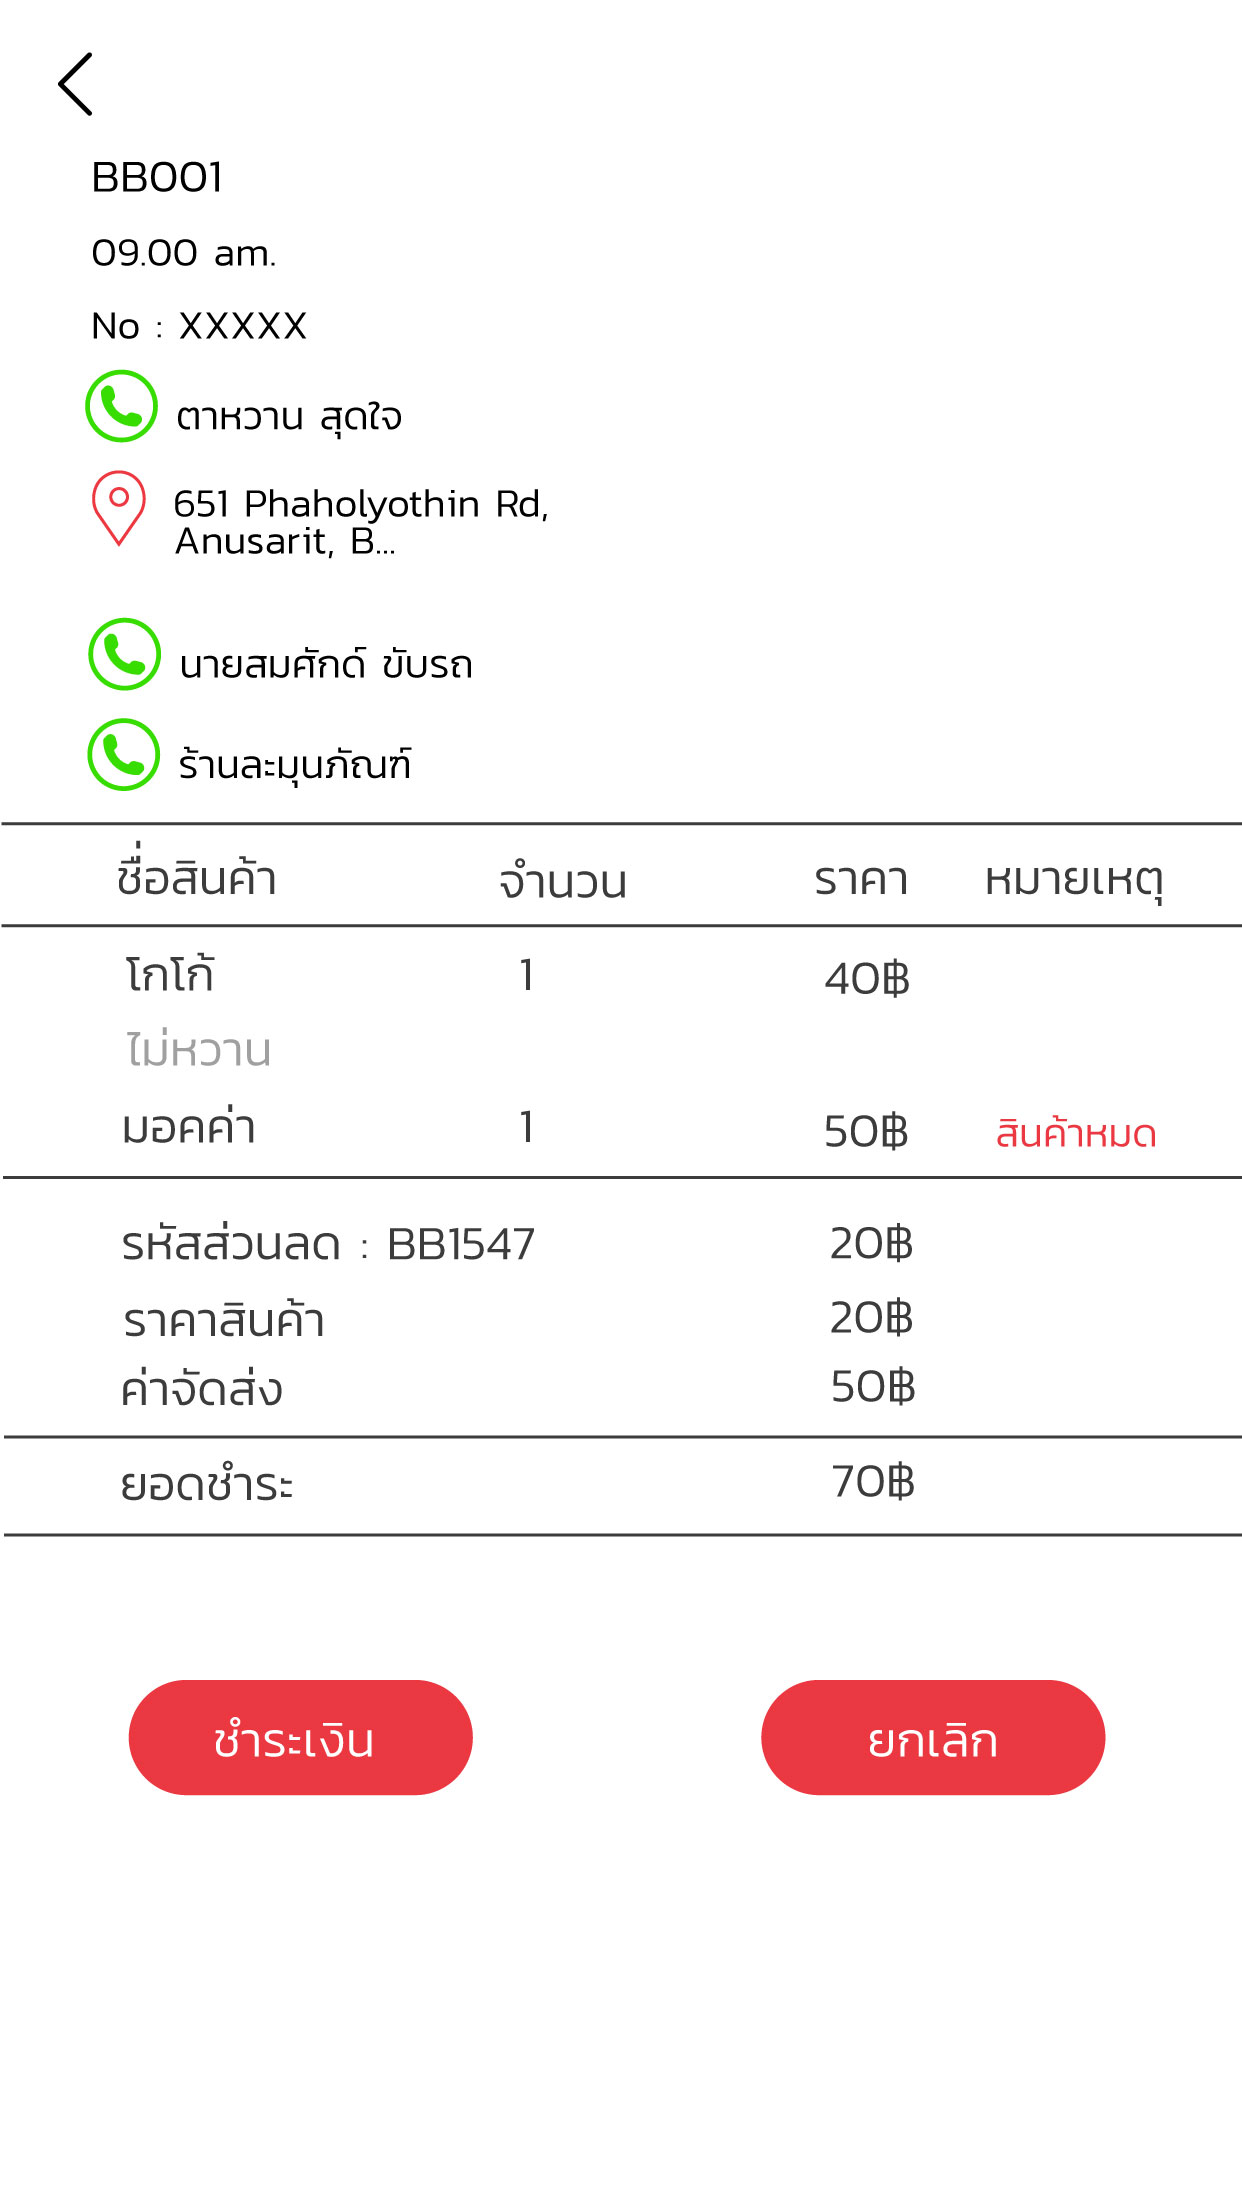 BB001
09.00 am.
No : XXXXX
ตาหวาน สุดใจ
651 Phaholyothin Rd,
Anusarit, B...
นายสมศักด์ ขับรถ
ร้านละมุนภัณฑ์
ชื่อสินค้า จำนวน ราคา หมายเหตุ
โกโก้ 1 40฿
ไม่หวาน
มอคค่า 1 50฿ สินค้าหมด
รหัสส่วนลด : BB1547 20฿
ราคาสินค้า 20฿
ค่าจัดส่ง 50฿
ยอดชำระ 70฿
ชำระเงิน ยกเลิก